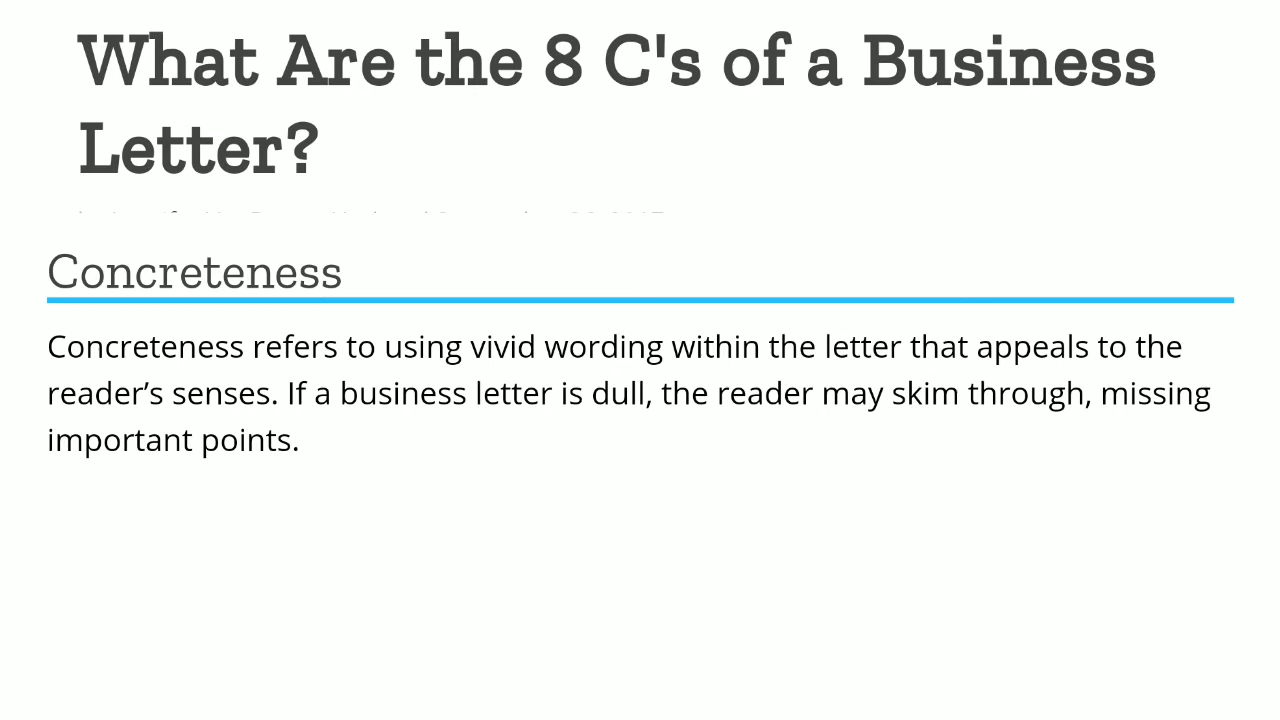 What Are the 8 C's of a Business
Letter?
Concreteness
Concreteness refers to using vivid wording within the letter that appeals to the
reader’s senses. If a business letter is dull, the reader may skim through, missing
important points.